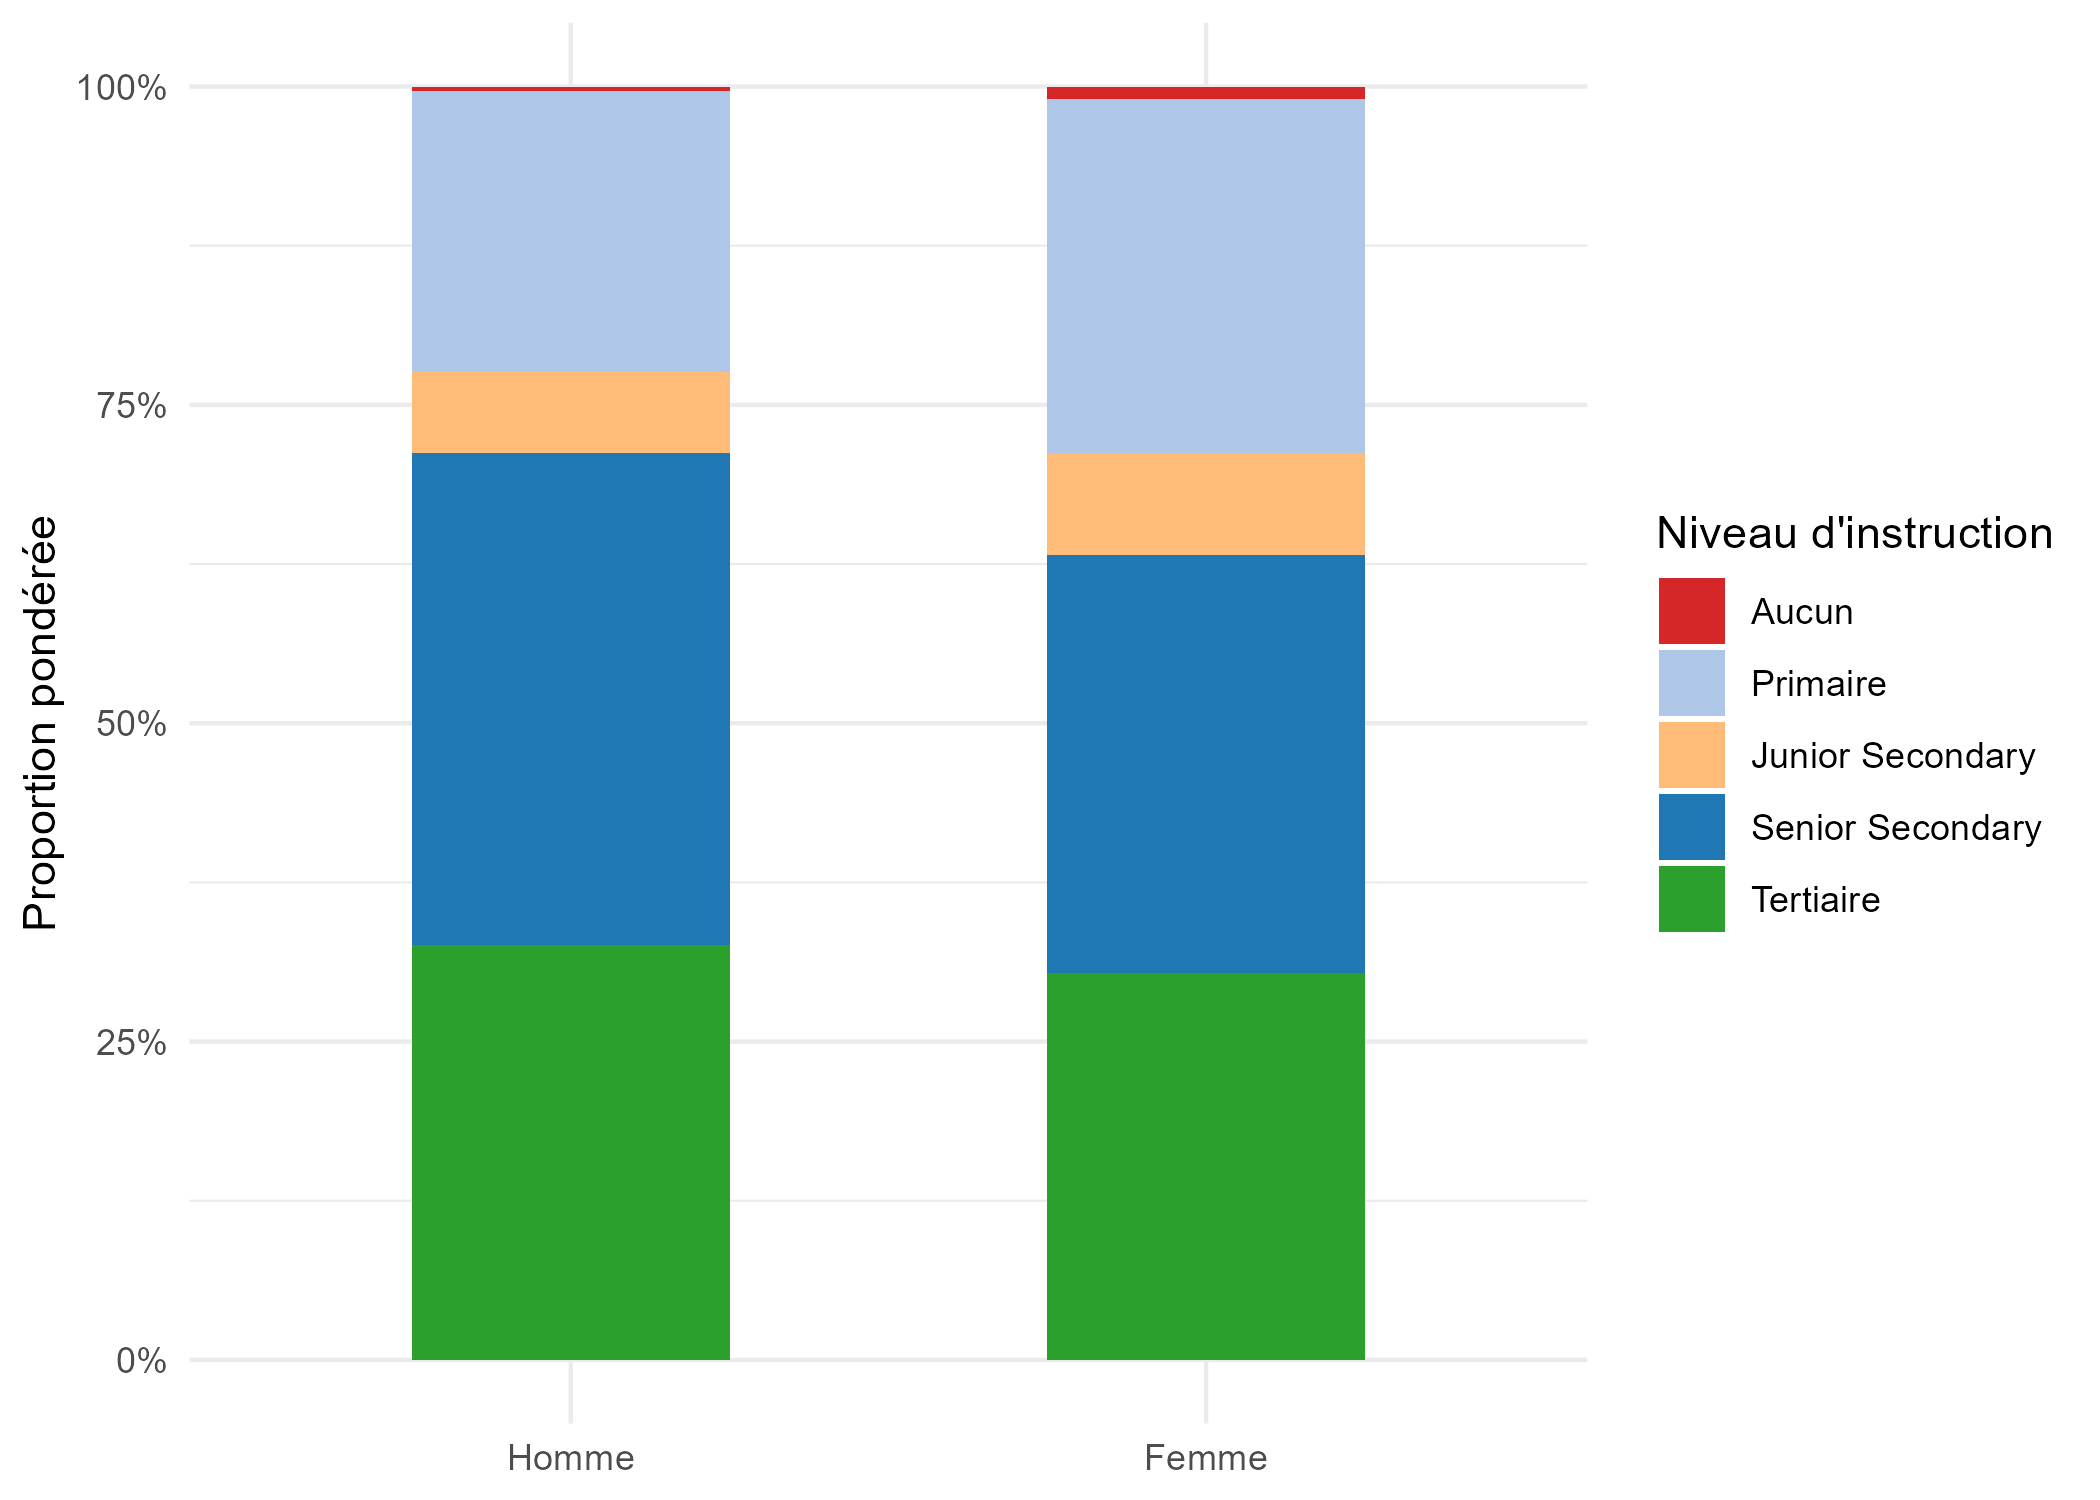 100%
75%
50%
25%
0%
Proportion pondérée
Homme
Femme
Niveau d'instruction
Aucun
Primaire
Junior Secondary
Senior Secondary
Tertiaire